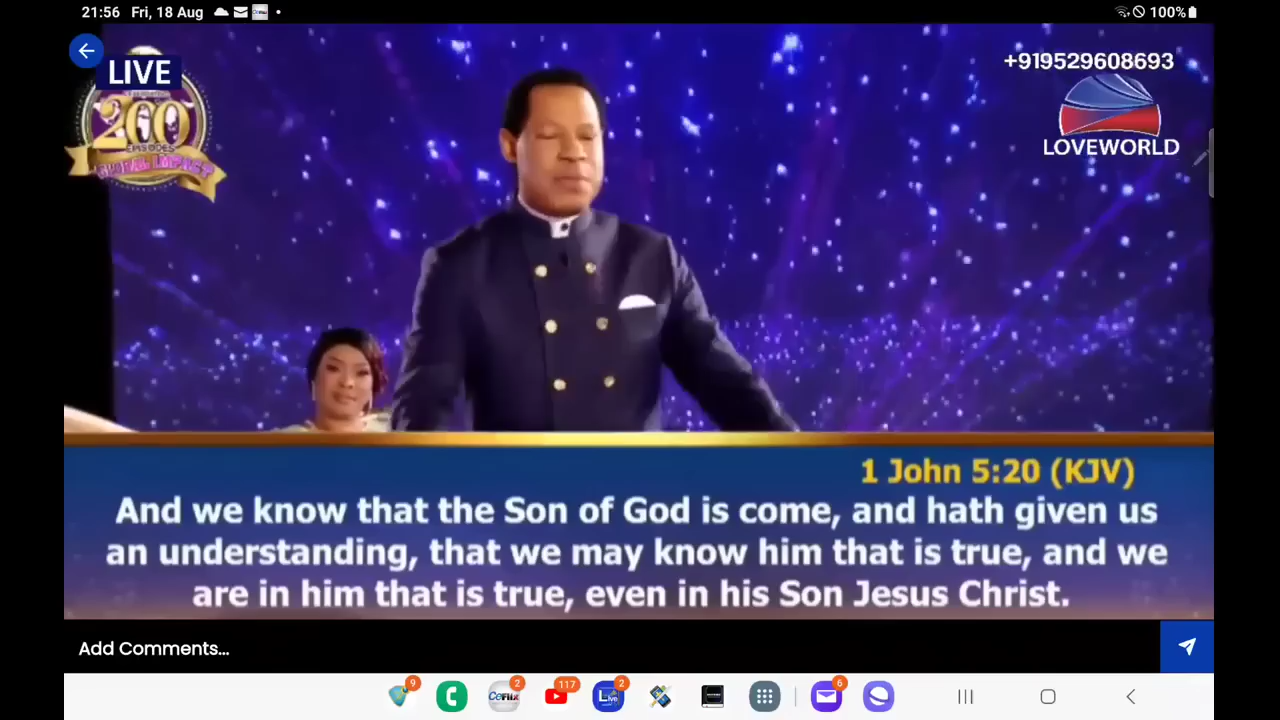 21:56 Fri, 18 Aug
100%
LIVE
200
EPISODES
GLOBAL IMPACT
+919529608693
LOVEWORLD
1 John 5:20 (KJV)
And we know that the Son of God is come, and hath given us
an understanding, that we may know him that is true, and we
are in him that is true, even in his Son Jesus Christ.
Add Comments...
9
CeFlix
2
117
2
6